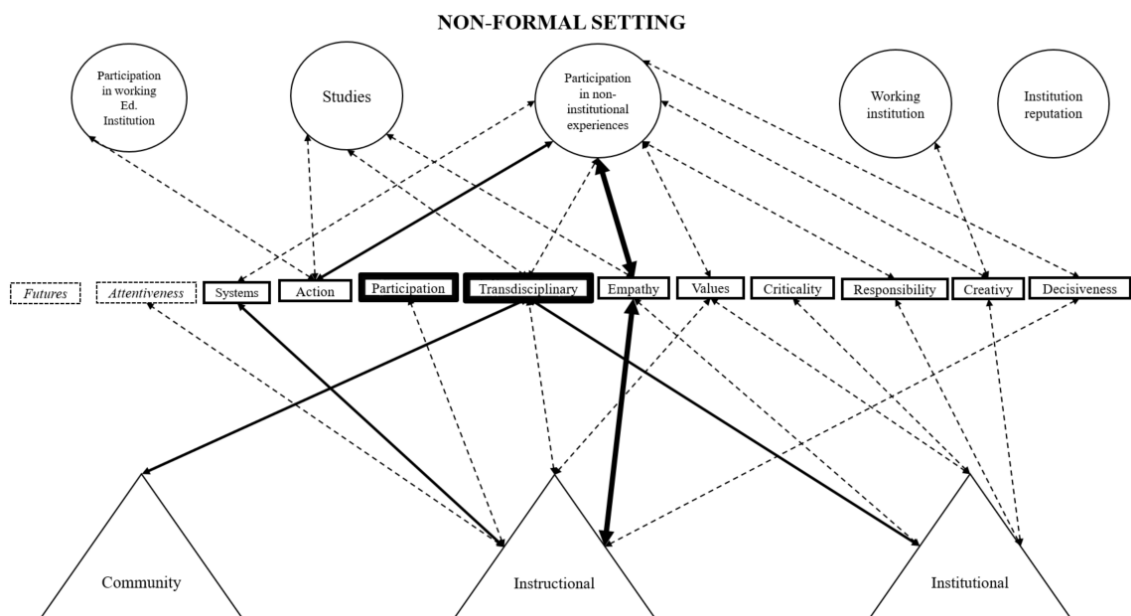 NON-FORMAL SETTING
Participation
in working
Ed.
Institution
Studies
Participation
in non-
institutional
experiences
Working
institution
Institution
reputation
Futures
Attentiveness
Systems
Action
Participation
Transdisciplinary
Empathy
Values
Criticality
Responsibility
Creativy
Decisiveness
Community
Instructional
Institutional